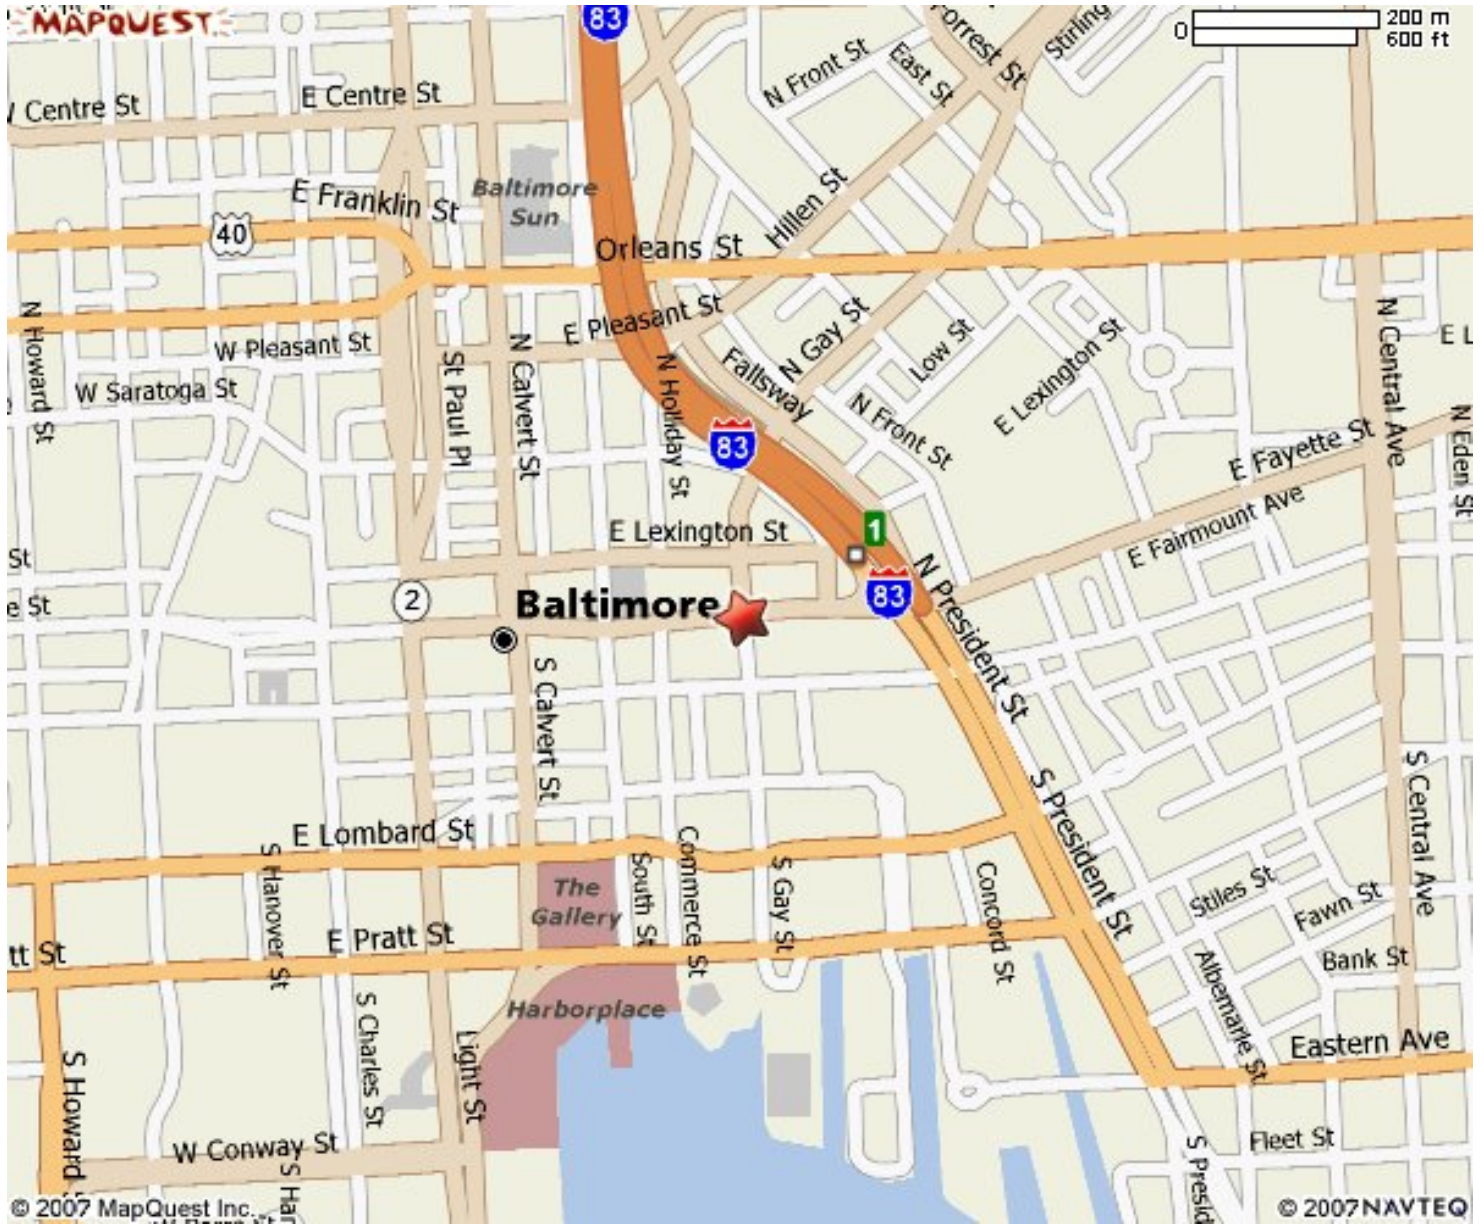 MAPQUEST
83
0
200 m
600 ft
Forrest St
Stirling
N Front St
East St
W Centre St
E Centre St
Baltimore
Sun
E Franklin St
40
Hillen St
Orleans St
E Pleasant St
N Gay St
Low St
E Lexington St
N Central Ave
E L
N Howard St
W Pleasant St
W Saratoga St
St Paul Pl
N Calvert St
N Holliday St
Fallsway
N Front St
83
E Fayette St
N Eden St
E Fairmount Ave
E Lexington St
1
St
e St
2
Baltimore
83
N President St
S Calvert St
S President St
S Central Ave
E Lombard St
S Hanover St
The
Gallery
South St
Commerce St
S Gay St
Concord St
Stiles St
Fawn St
tt St
E Pratt St
Bank St
Albemarle St
Harborplace
S Charles St
Light St
Eastern Ave
S Howard
W Conway St
S Han
Fleet St
S Presid
© 2007 MapQuest Inc.
© 2007 NAVTEQ